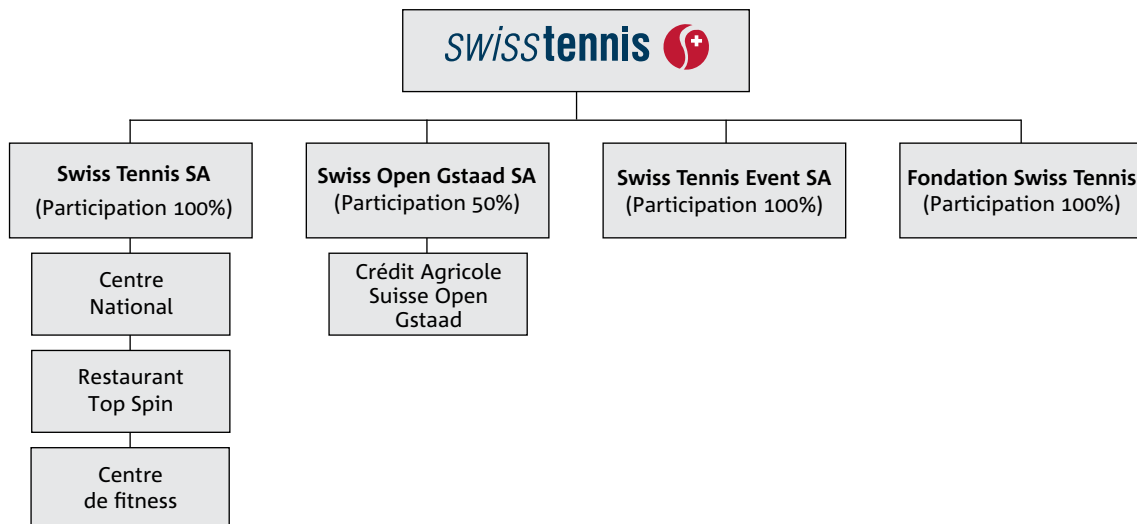 swisstennis
Swiss Tennis SA
(Participation 100%)
Swiss Open Gstaad SA
(Participation 50%)
Swiss Tennis Event SA
(Participation 100%)
Fondation Swiss Tennis
(Participation 100%)
Centre
National
Crédit Agricole
Suisse Open
Gstaad
Restaurant
Top Spin
Centre
de fitness